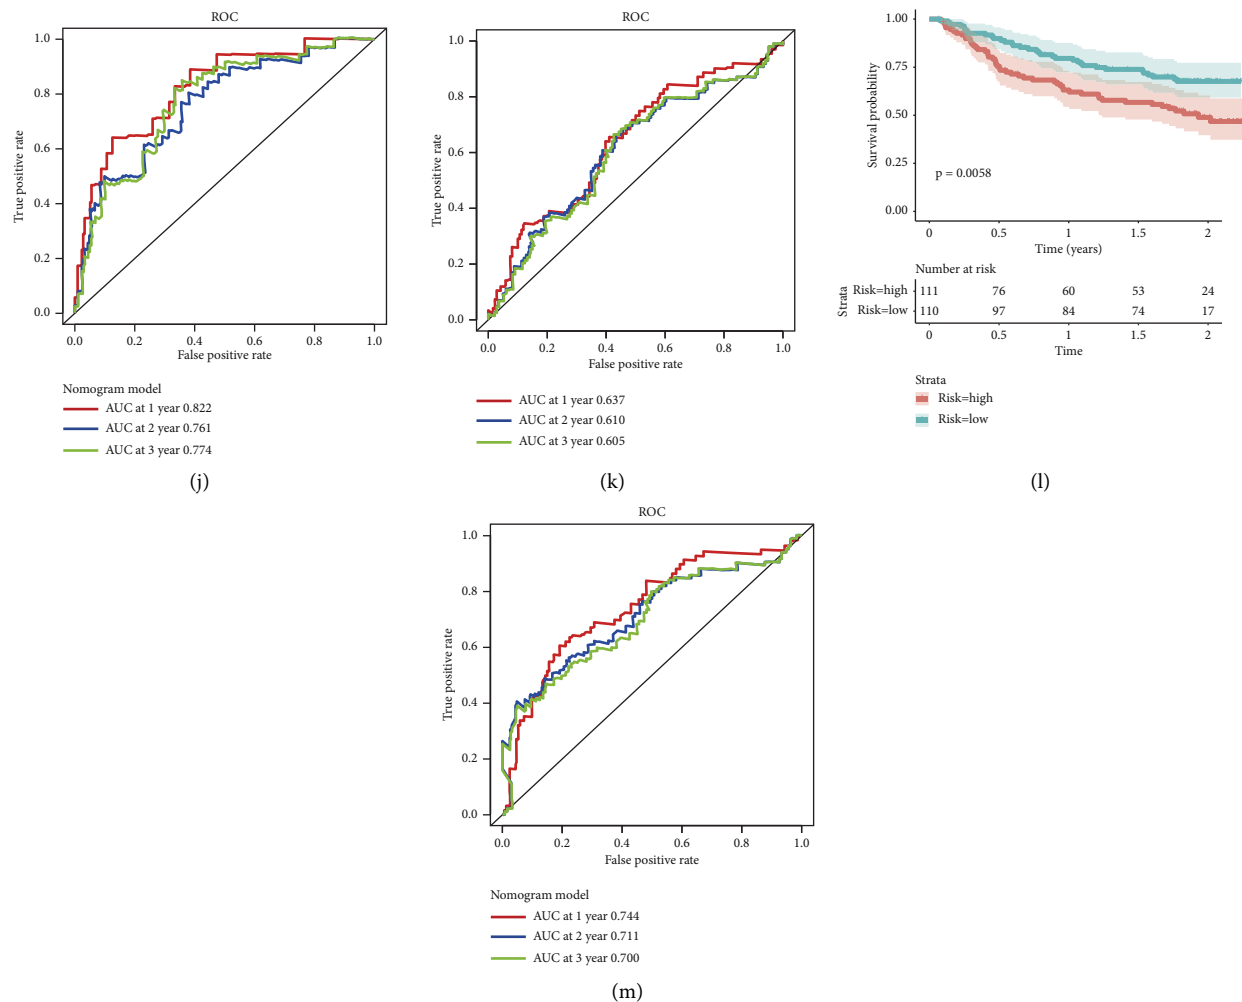 ROC
True positive rate
1.0
0.8
0.6
0.4
0.2
0.0
0.0 0.2 0.4 0.6 0.8 1.0
False positive rate
Nomogram model
AUC at 1 year 0.822
AUC at 2 year 0.761
AUC at 3 year 0.774
(j)
ROC
True positive rate
1.0
0.8
0.6
0.4
0.2
0.0
0.0 0.2 0.4 0.6 0.8 1.0
False positive rate
AUC at 1 year 0.637
AUC at 2 year 0.610
AUC at 3 year 0.605
(k)
Survival probability
1.00
0.75
0.50
0.25
0.00
p = 0.0058
0 0.5 1 1.5 2
Time (years)
Number at risk
Strata
Risk=high 111 76 60 53 24
Risk=low 110 97 84 74 17
0 0.5 1 1.5 2
Time
Strata
Risk=high
Risk=low
(l)
ROC
True positive rate
1.0
0.8
0.6
0.4
0.2
0.0
0.0 0.2 0.4 0.6 0.8 1.0
False positive rate
Nomogram model
AUC at 1 year 0.744
AUC at 2 year 0.711
AUC at 3 year 0.700
(m)